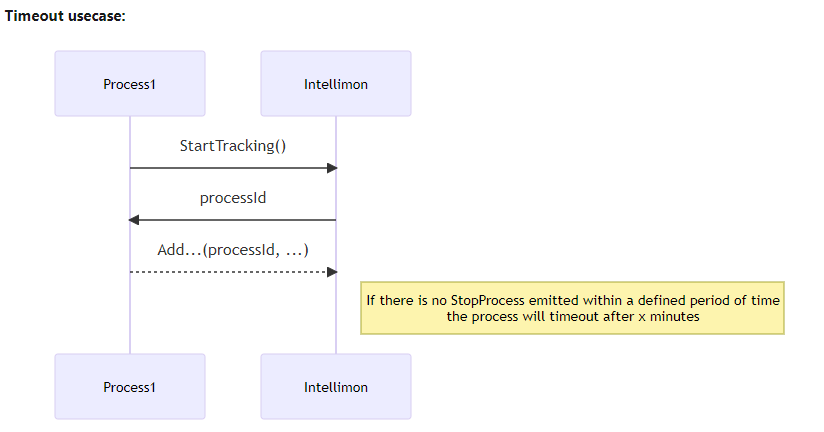 Timeout usecase:
Process1
Intellimon
StartTracking()
processId
Add...(processId, ...)
If there is no StopProcess emitted within a defined period of time
the process will timeout after x minutes
Process1
Intellimon